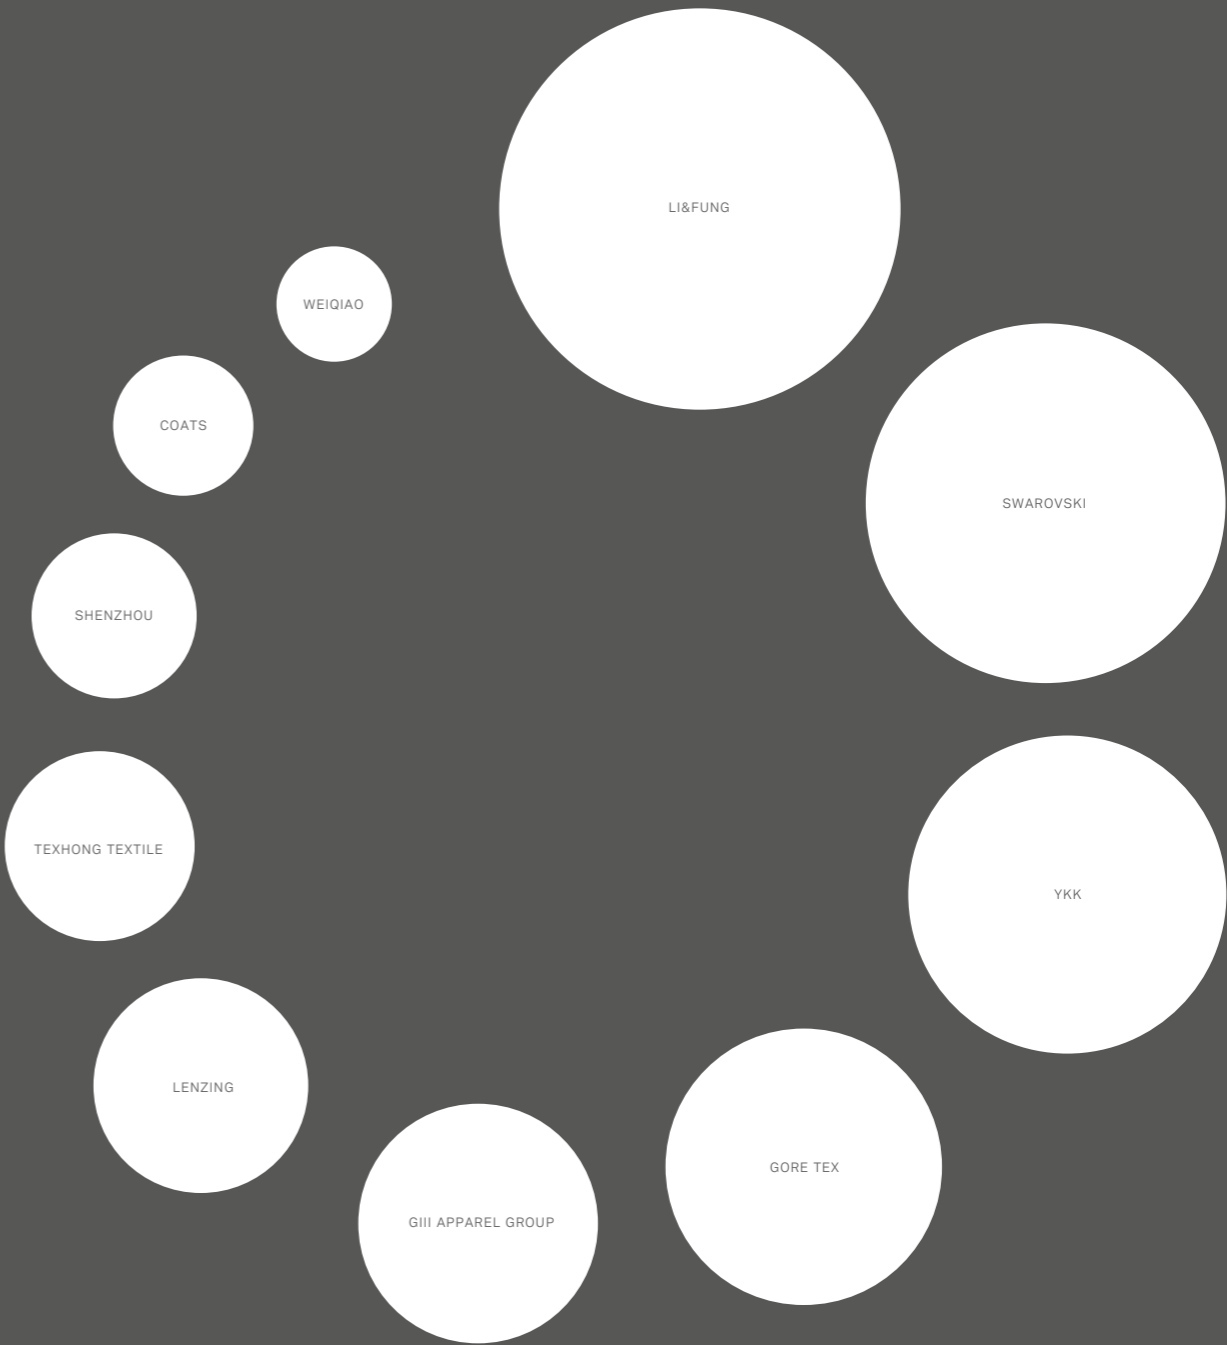 LI&FUNG
WEIQIAO
COATS
SWAROVSKI
SHENZHOU
TEXHONG TEXTILE
YKK
LENZING
GORE TEX
GIII APPAREL GROUP